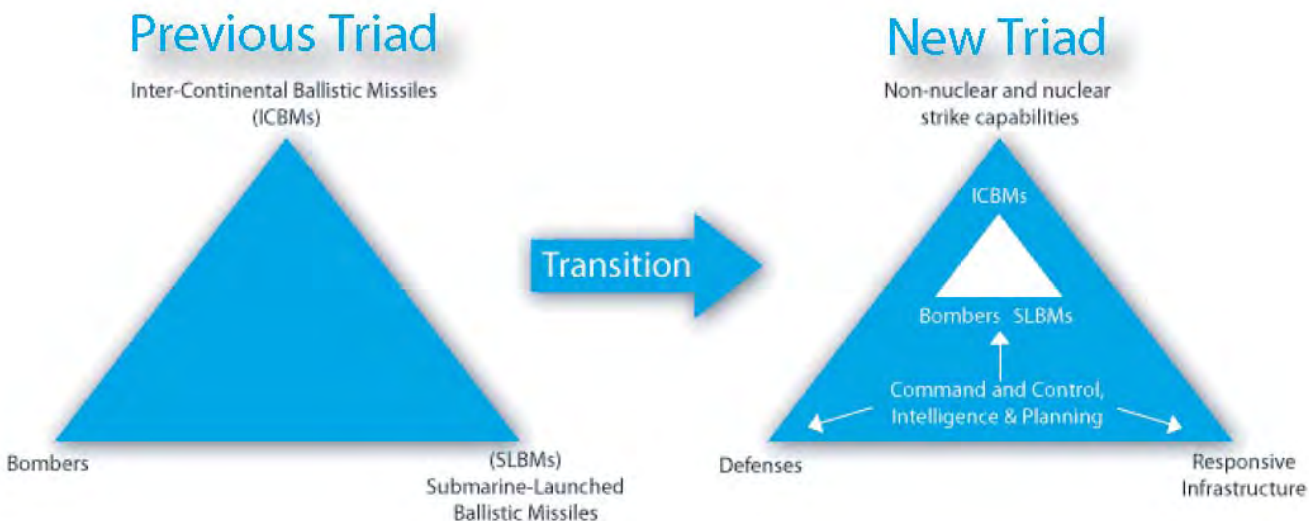 Previous Triad
Inter-Continental Ballistic Missiles
(ICBMs)
Bombers
(SLBMs)
Submarine-Launched
Ballistic Missiles
Transition
New Triad
Non-nuclear and nuclear
strike capabilities
ICBMs
Bombers SLBMs
Command and Control,
Intelligence & Planning
Defenses
Responsive
Infrastructure